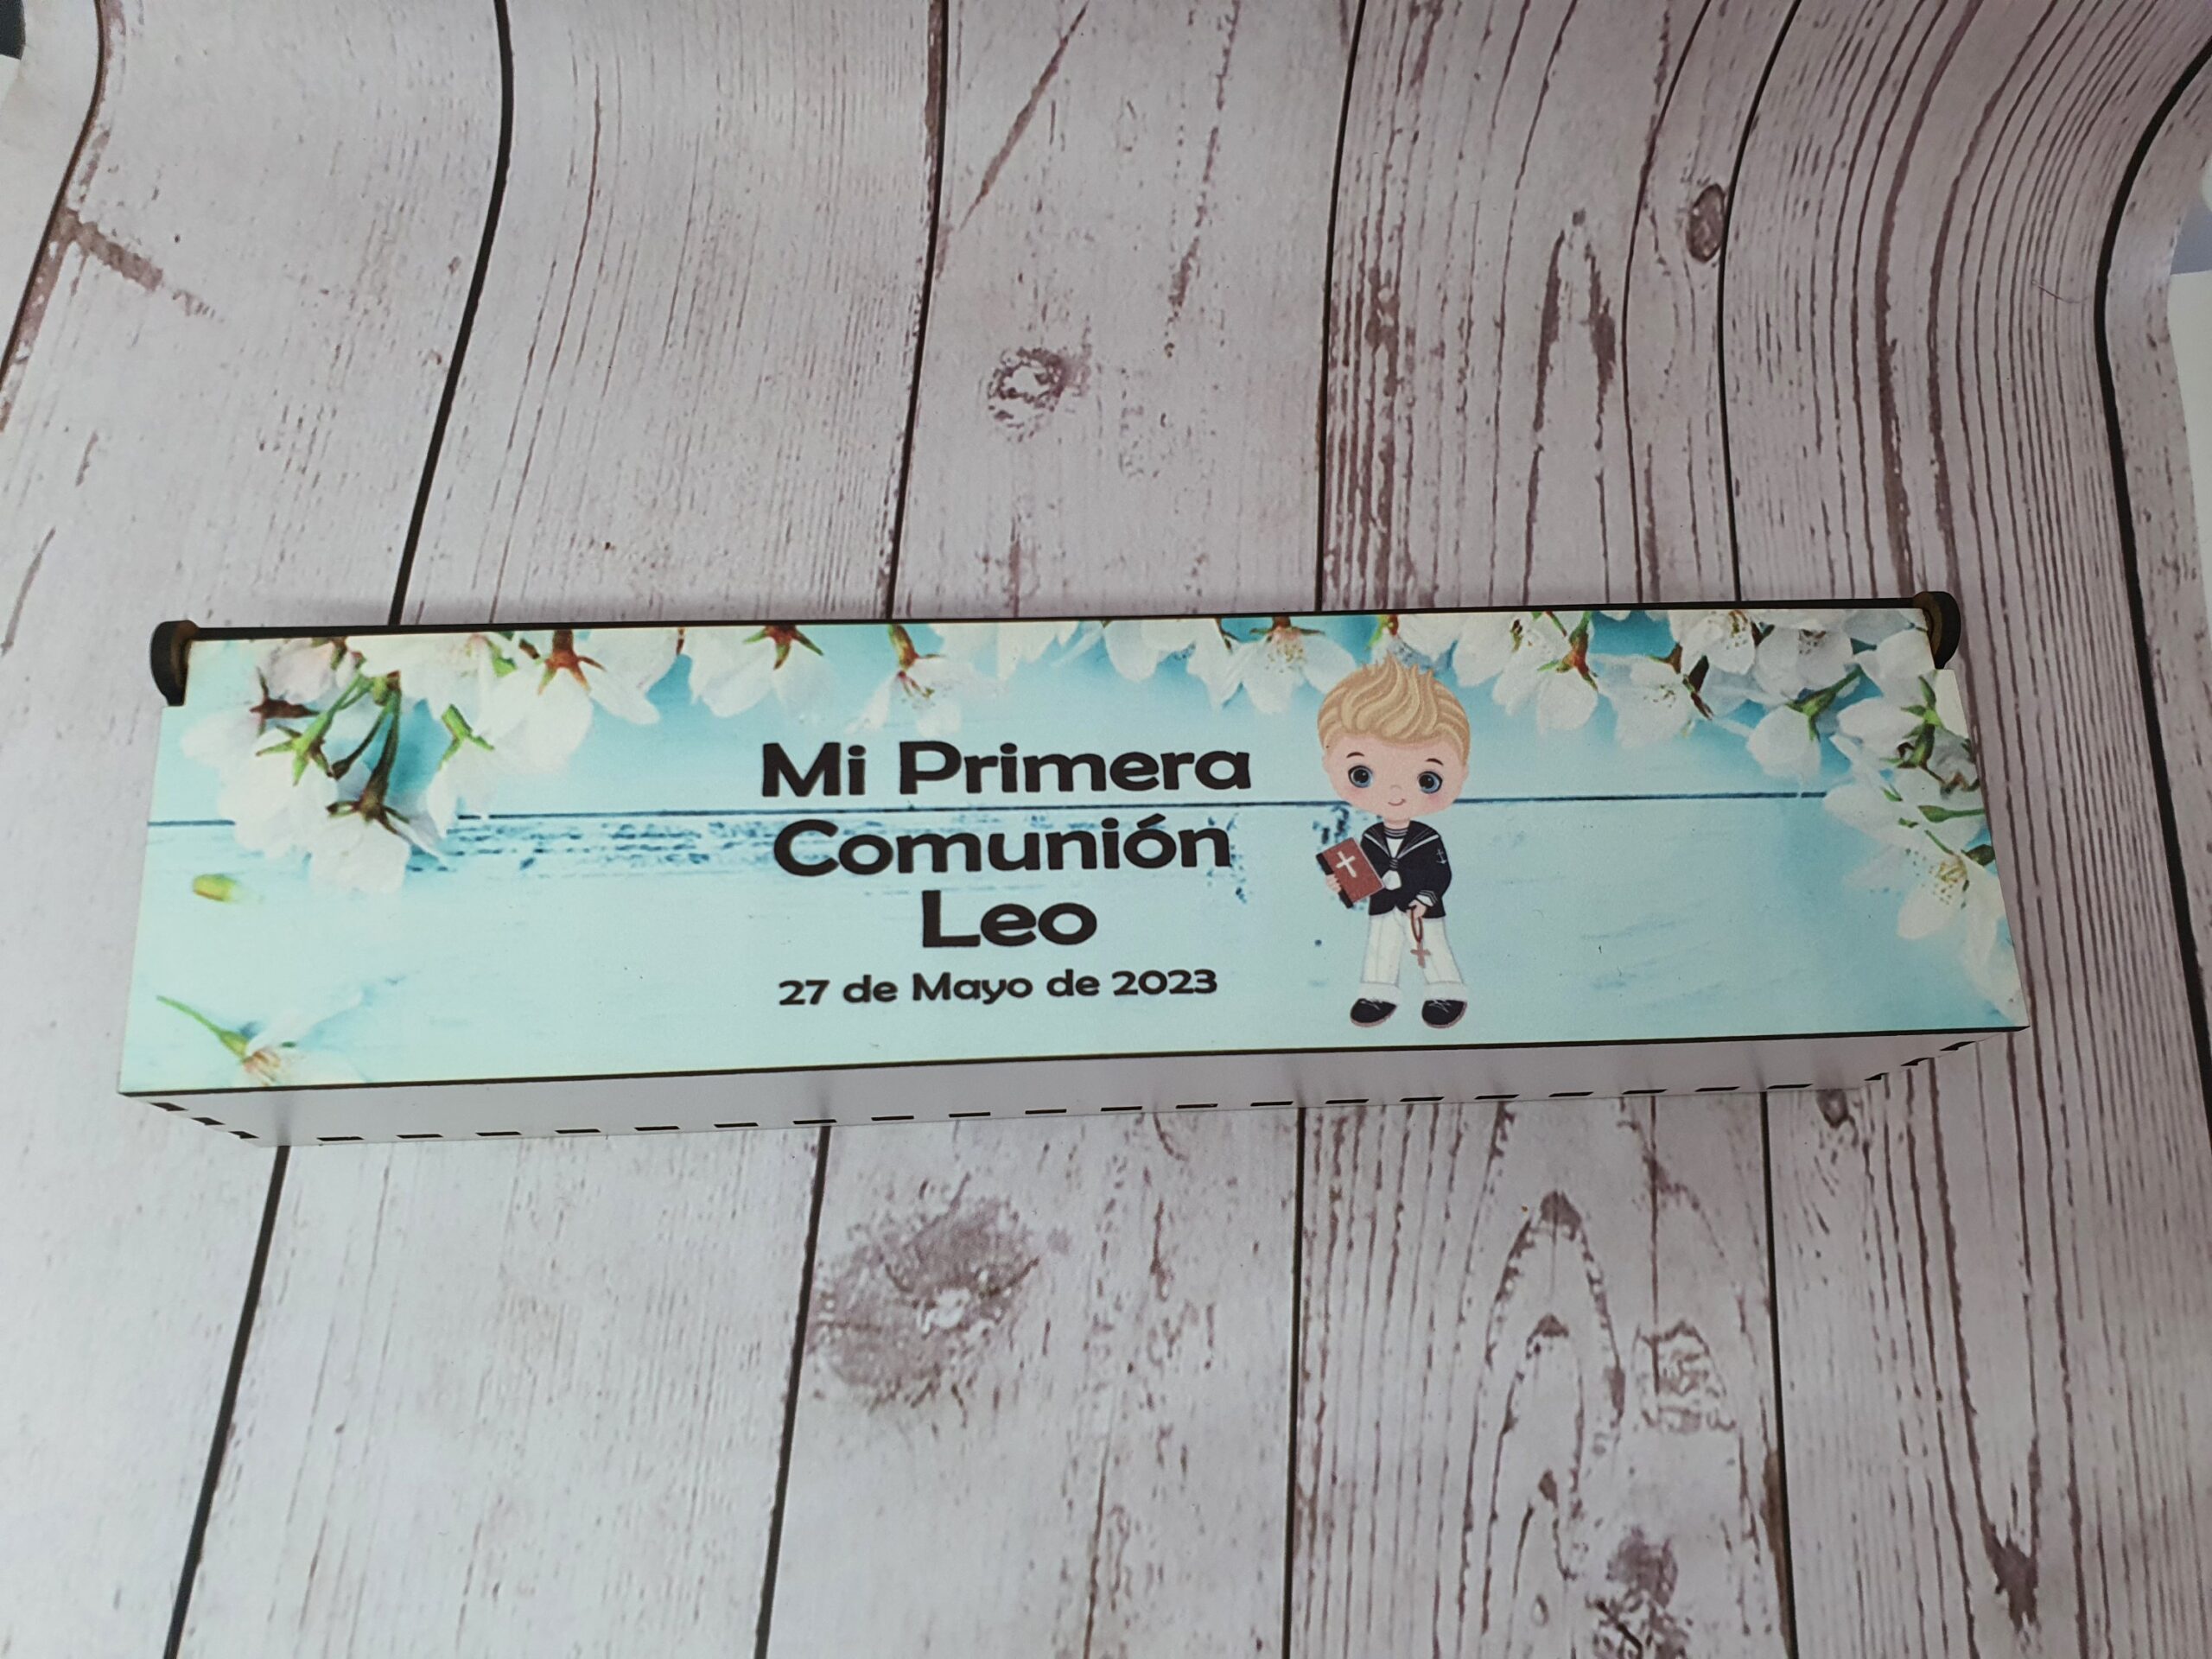 Mi Primera
Comunión
Leo
27 de Mayo de 2023